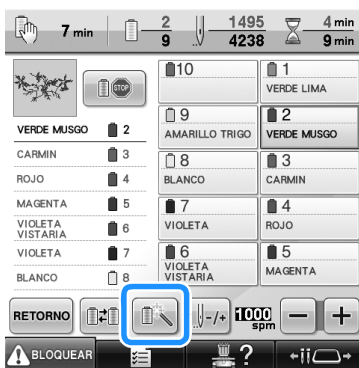 7 min
2
9
1495
4238
4 min
9 min
STOP
VERDE MUSGO 2
CARMIN 3
ROJO 4
MAGENTA 5
VIOLETA VISTARIA 6
VIOLETA 7
BLANCO 8
10
1
VERDE LIMA
9
AMARILLO TRIGO
2
VERDE MUSGO
8
BLANCO
3
CARMIN
7
VIOLETA
4
ROJO
6
VIOLETA
VISTARIA
5
MAGENTA
RETORNO
-/+
1000
spm
BLOQUEAR
?